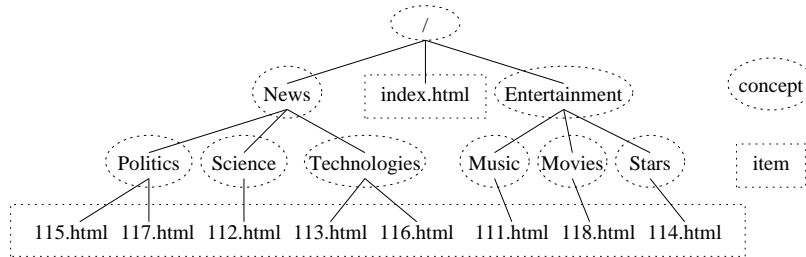 /
News index.html Entertainment concept
Politics Science Technologies Music Movies Stars item
115.html 117.html 112.html 113.html 116.html 111.html 118.html 114.html